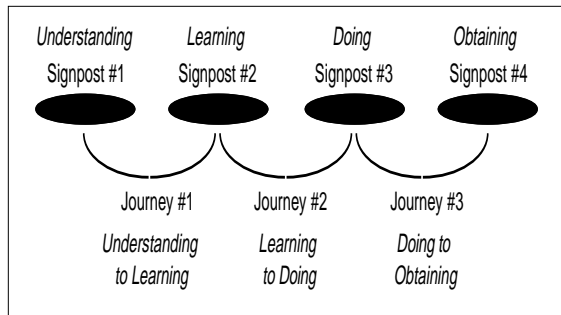 Understanding Learning Doing Obtaining
Signpost #1 Signpost #2 Signpost #3 Signpost #4
Journey #1 Journey #2 Journey #3
Understanding Learning Doing to
to Learning to Doing Obtaining